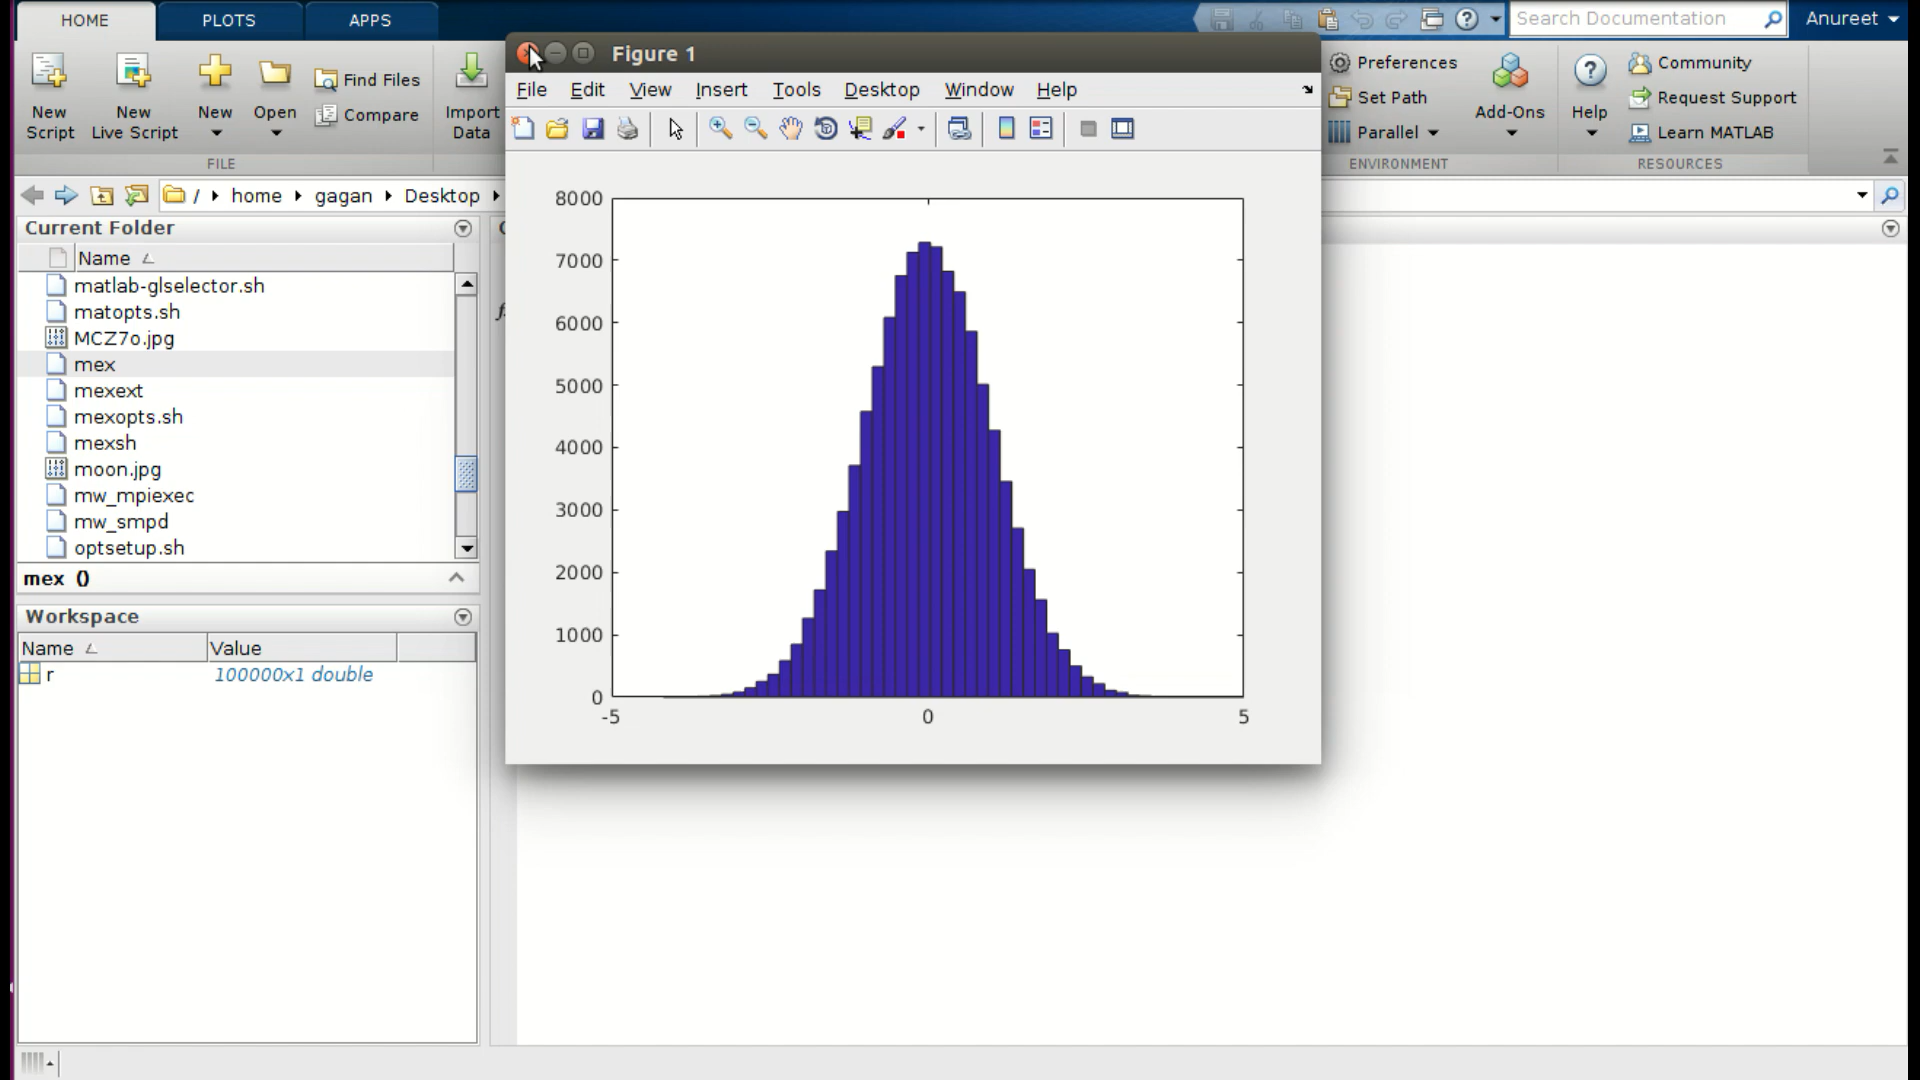 HOME
PLOTS
APPS
Search Documentation
Anureet
New Script
New Live Script
New
Open
Find Files
Compare
Import Data
FILE
Preferences
Set Path
Parallel
Add-Ons
Help
Community
Request Support
Learn MATLAB
ENVIRONMENT
RESOURCES
/ home gagan Desktop
Current Folder
Name
matlab-glselector.sh
matopts.sh
MCZ7o.jpg
mex
mexext
mexopts.sh
mexsh
moon.jpg
mw_mpiexec
mw_smpd
optsetup.sh
mex ()
Workspace
Name Value
r 100000x1 double
Figure 1
File Edit View Insert Tools Desktop Window Help
8000
7000
6000
5000
4000
3000
2000
1000
0
-5 0 5